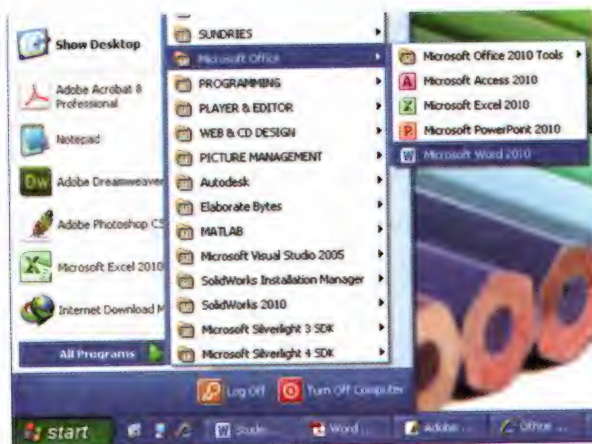 Show Desktop
Adobe Acrobat 8
Professional
Notepad
Adobe Dreamweaver
Adobe Photoshop CS
Microsoft Excel 2010
Internet Download M
All Programs
SUNDRIES
Microsoft Office
PROGRAMMING
PLAYER & EDITOR
WEB & CD DESIGN
PICTURE MANAGEMENT
Autodesk
Elaborate Bytes
MATLAB
Microsoft Visual Studio 2005
SolidWorks Installation Manager
SolidWorks 2010
Microsoft Silverlight 3 SDK
Microsoft Silverlight 4 SDK
Microsoft Office 2010 Tools
Microsoft Access 2010
Microsoft Excel 2010
Microsoft PowerPoint 2010
Microsoft Word 2010
Log Off
Turn Off Computer
start
Stude...
Word ...
Adobe ...
Office ...